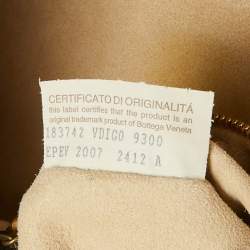 CERTIFICATO DI ORIGINALITÁ
this label certifies that the product is an
original trademark product of Bottega Veneta
183742 VDIGO 9300
EPEV 2007 2412 A